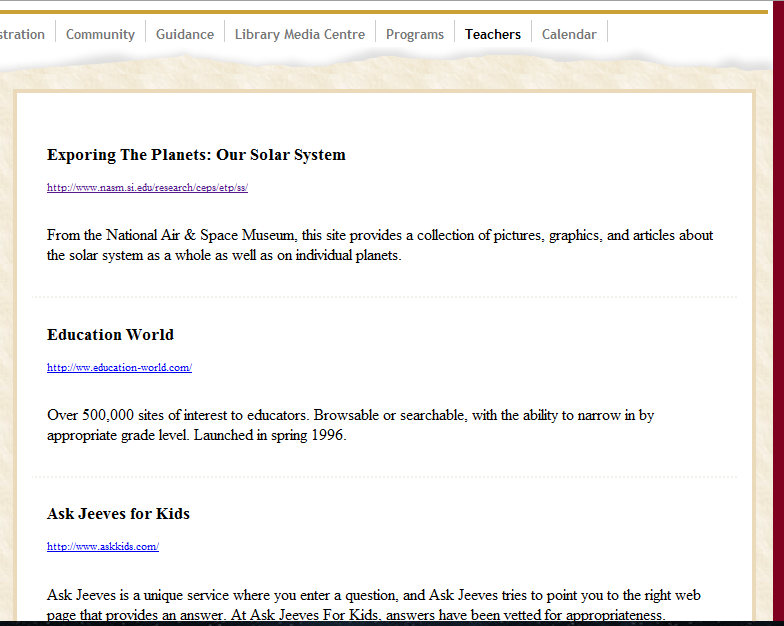 stration Community Guidance Library Media Centre Programs Teachers Calendar
Exporing The Planets: Our Solar System
http://www.nasm.si.edu/research/ceps/etp/ss/
From the National Air & Space Museum, this site provides a collection of pictures, graphics, and articles about
the solar system as a whole as well as on individual planets.
Education World
http://ww.education-world.com/
Over 500,000 sites of interest to educators. Browsable or searchable, with the ability to narrow in by
appropriate grade level. Launched in spring 1996.
Ask Jeeves for Kids
http://www.askkids.com/
Ask Jeeves is a unique service where you enter a question, and Ask Jeeves tries to point you to the right web
page that provides an answer. At Ask Jeeves For Kids, answers have been vetted for appropriateness.